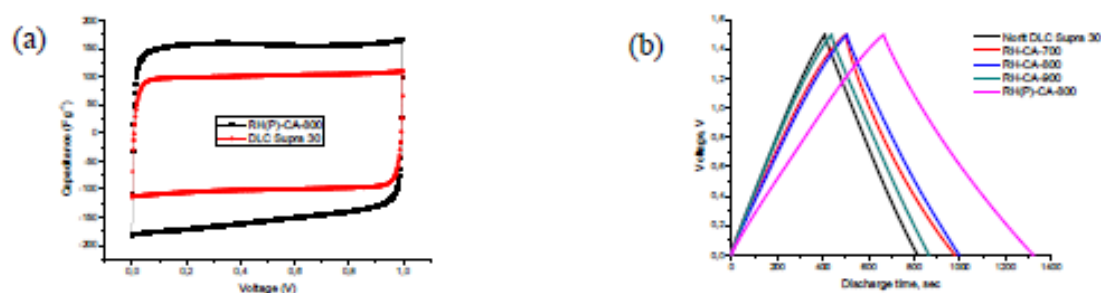 (a)
200
150
100
50
0
-50
-100
-150
-200
Capacitance (F g⁻¹)
RH(P)-CA-800
DLC Supra 30
0,0 0,2 0,4 0,6 0,8 1,0
Voltage (V)
(b)
1,6
1,4
1,2
1,0
0,8
0,6
0,4
0,2
0,0
Voltage, V
Norit DLC Supra 30
RH-CA-700
RH-CA-800
RH-CA-900
RH(P)-CA-800
0 200 400 600 800 1000 1200 1400
Discharge time, sec